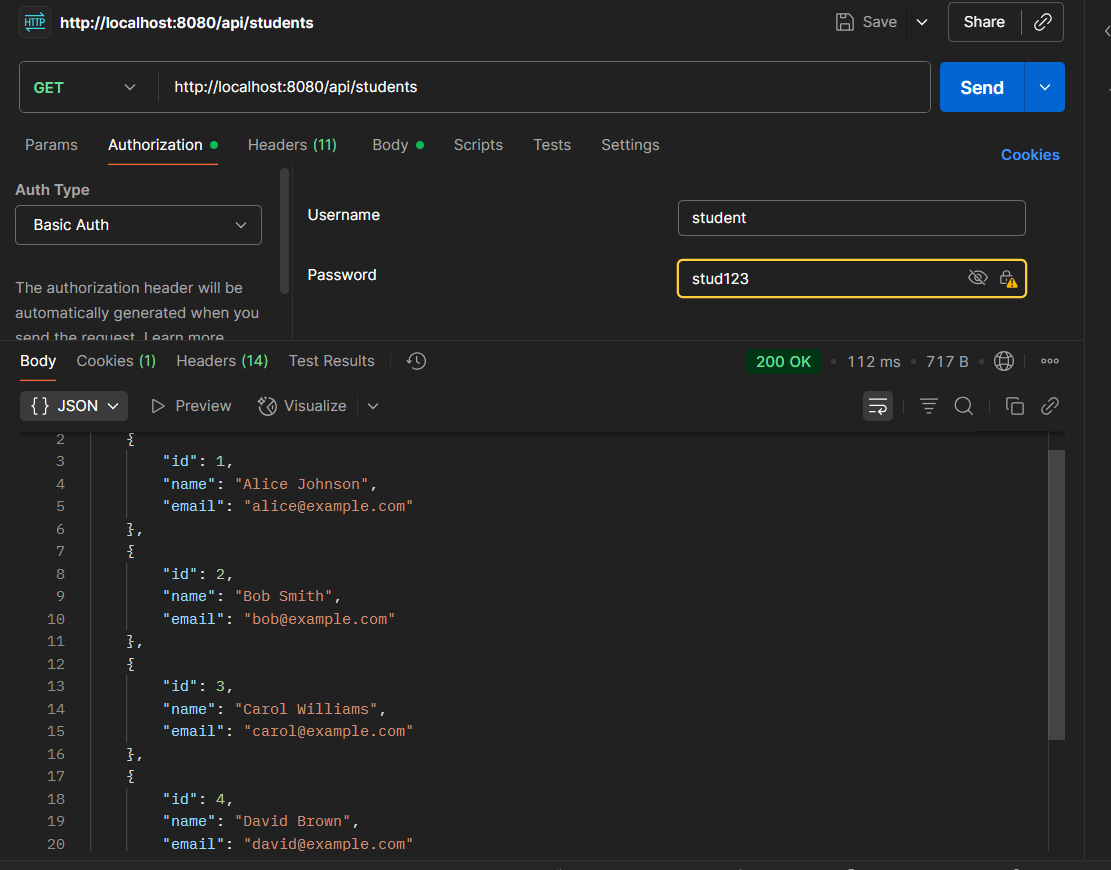 HTTP http://localhost:8080/api/students Save Share
GET http://localhost:8080/api/students Send
Params Authorization Headers (11) Body Scripts Tests Settings Cookies
Auth Type
Basic Auth
The authorization header will be
automatically generated when you
send the request. Learn more
Username student
Password stud123
Body Cookies (1) Headers (14) Test Results 200 OK • 112 ms • 717 B •
{} JSON Preview Visualize
2 {
3 "id": 1,
4 "name": "Alice Johnson",
5 "email": "alice@example.com"
6 },
7 {
8 "id": 2,
9 "name": "Bob Smith",
10 "email": "bob@example.com"
11 },
12 {
13 "id": 3,
14 "name": "Carol Williams",
15 "email": "carol@example.com"
16 },
17 {
18 "id": 4,
19 "name": "David Brown",
20 "email": "david@example.com"